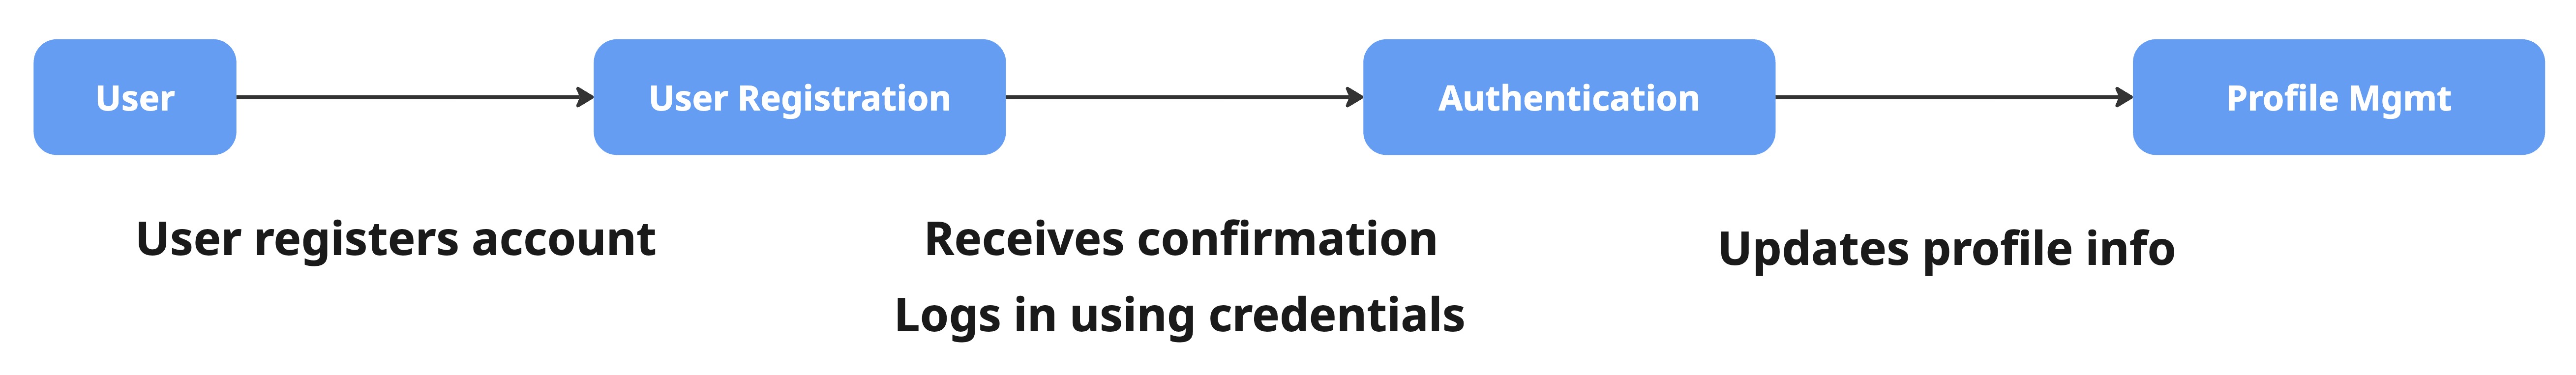 User
User Registration
Authentication
Profile Mgmt
User registers account
Receives confirmation
Logs in using credentials
Updates profile info